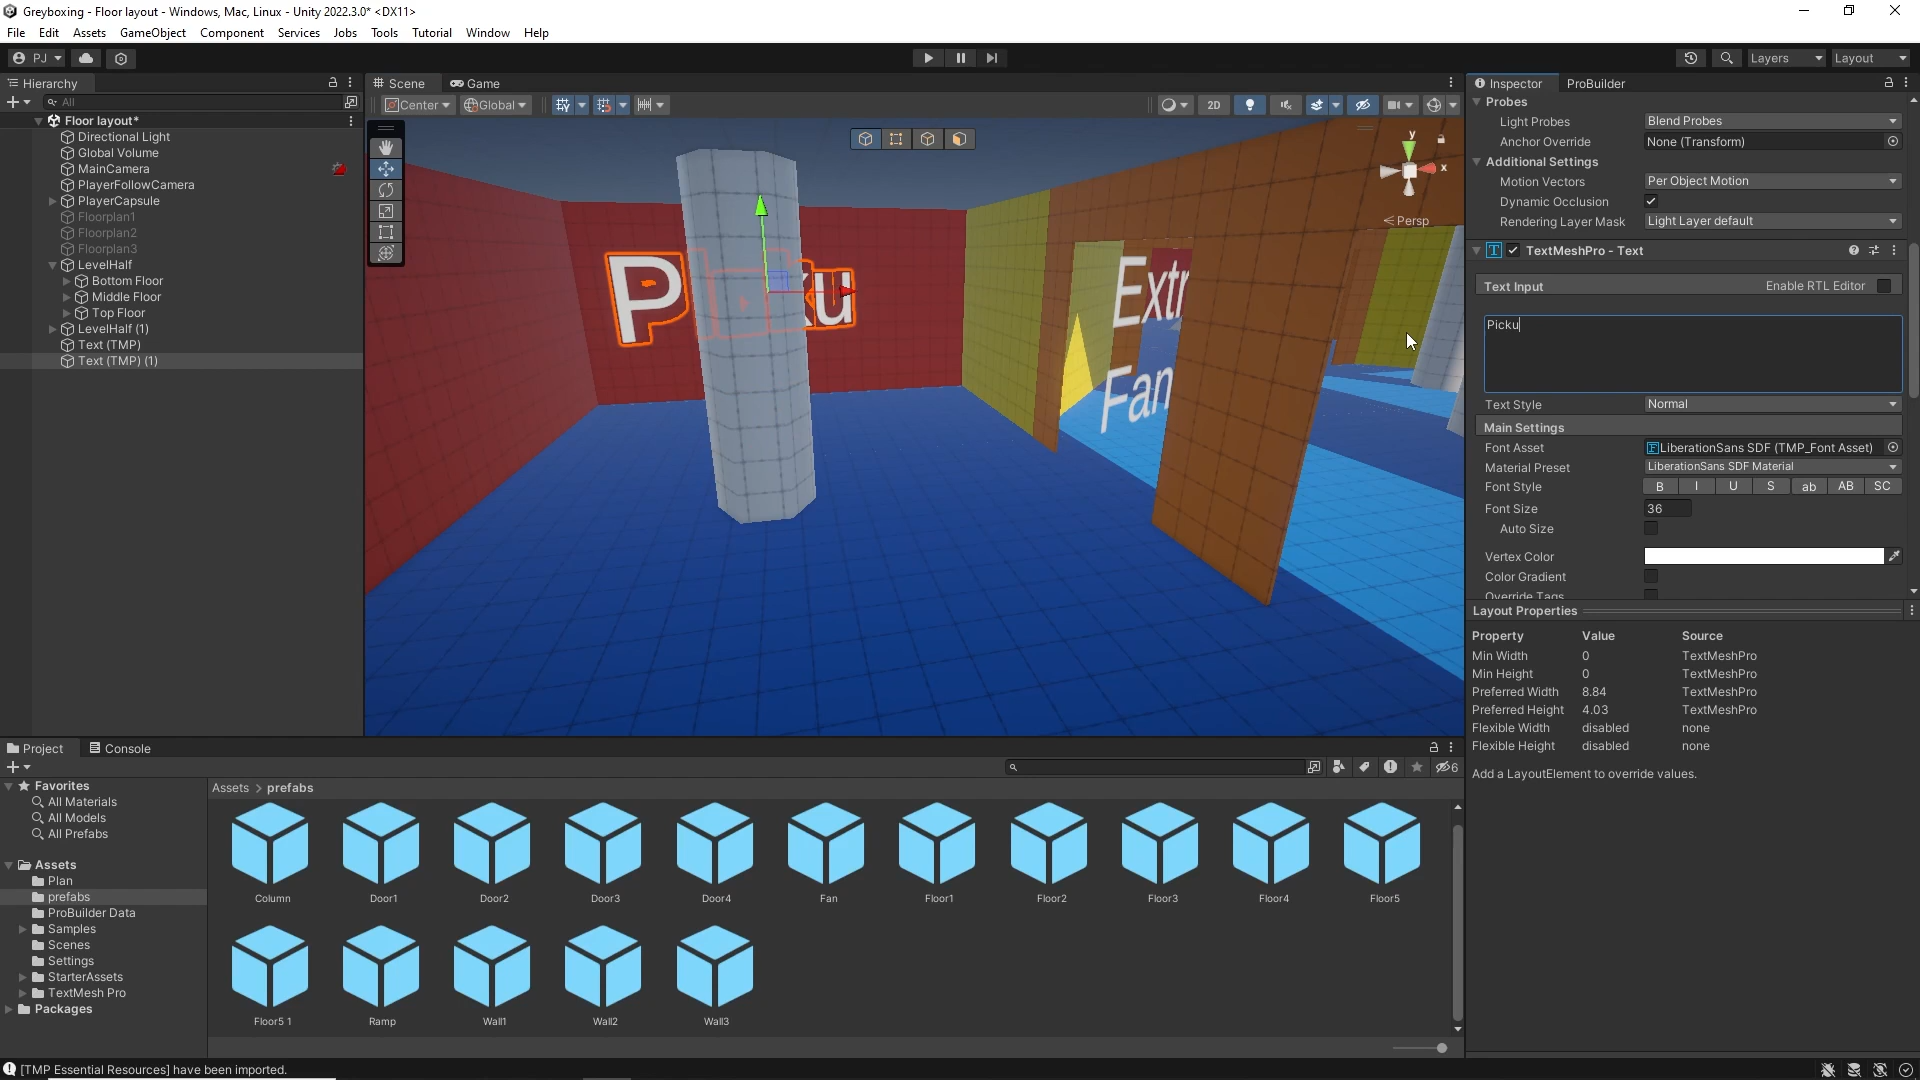 Greyboxing - Floor layout - Windows, Mac, Linux - Unity 2022.3.0* <DX11>
File Edit Assets GameObject Component Services Jobs Tools Tutorial Window Help
PJ
Layers
Layout
Hierarchy
All
Floor layout*
Directional Light
Global Volume
MainCamera
PlayerFollowCamera
PlayerCapsule
Floorplan1
Floorplan2
Floorplan3
LevelHalf
Bottom Floor
Middle Floor
Top Floor
LevelHalf (1)
Text (TMP)
Text (TMP) (1)
Scene Game
Center Global
2D
y
x
Persp
P
ku
Extr
Fan
Inspector ProBuilder
Probes
Light Probes Blend Probes
Anchor Override None (Transform)
Additional Settings
Motion Vectors Per Object Motion
Dynamic Occlusion
Rendering Layer Mask Light Layer default
TextMeshPro - Text
Text Input Enable RTL Editor
Picku
Text Style Normal
Main Settings
Font Asset LiberationSans SDF (TMP_Font Asset)
Material Preset LiberationSans SDF Material
Font Style B I U S ab AB SC
Font Size 36
Auto Size
Vertex Color
Color Gradient
Override Tags
Layout Properties
Property Value Source
Min Width 0 TextMeshPro
Min Height 0 TextMeshPro
Preferred Width 8.84 TextMeshPro
Preferred Height 4.03 TextMeshPro
Flexible Width disabled none
Flexible Height disabled none
Add a LayoutElement to override values.
Project Console
6
Favorites
All Materials
All Models
All Prefabs
Assets
Plan
prefabs
ProBuilder Data
Samples
Scenes
Settings
StarterAssets
TextMesh Pro
Packages
Assets > prefabs
Column Door1 Door2 Door3 Door4 Fan Floor1 Floor2 Floor3 Floor4 Floor5
Floor5 1 Ramp Wall1 Wall2 Wall3
[TMP Essential Resources] have been imported.